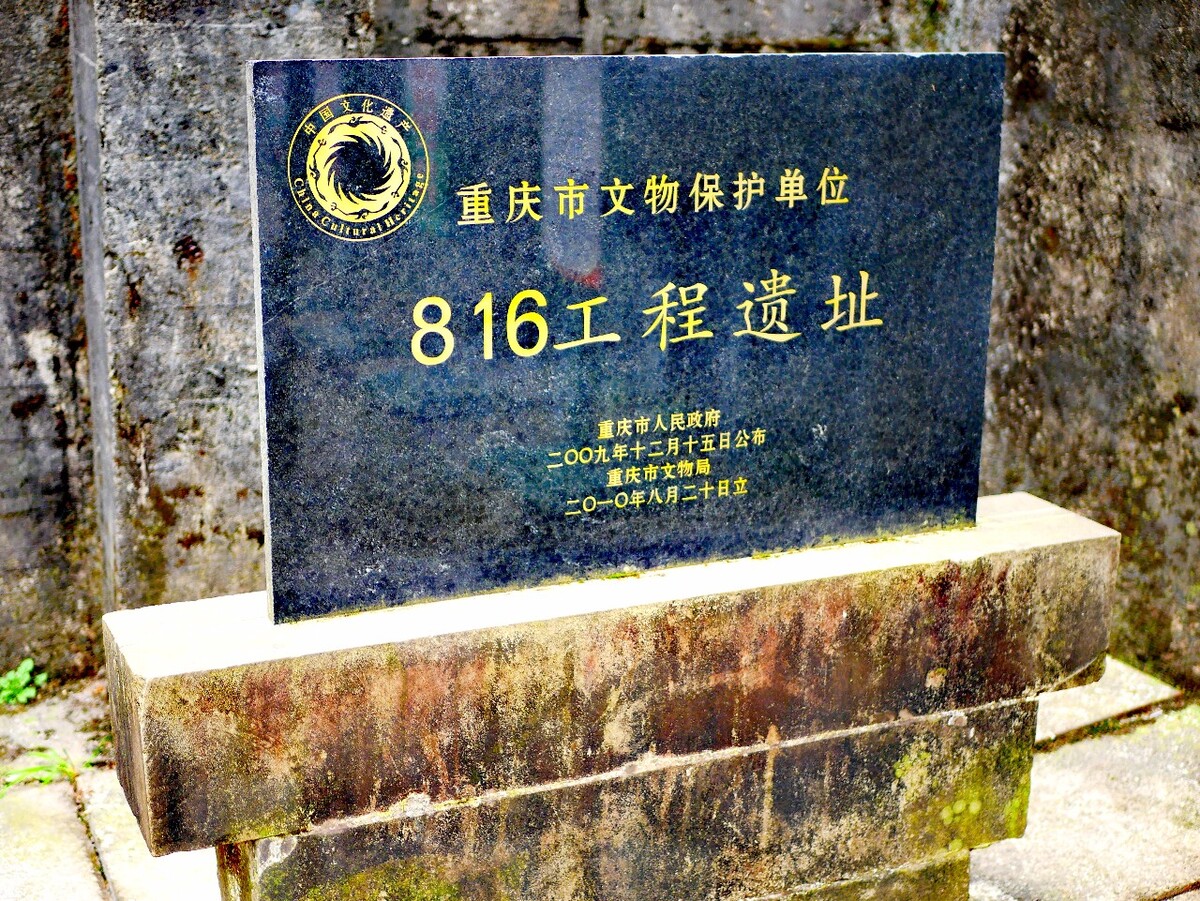 中国文化遗产
China Cultural Heritage
重庆市文物保护单位
816工程遗址
重庆市人民政府
二〇〇九年十二月十五日公布
重庆市文物局
二〇一〇年八月二十日立